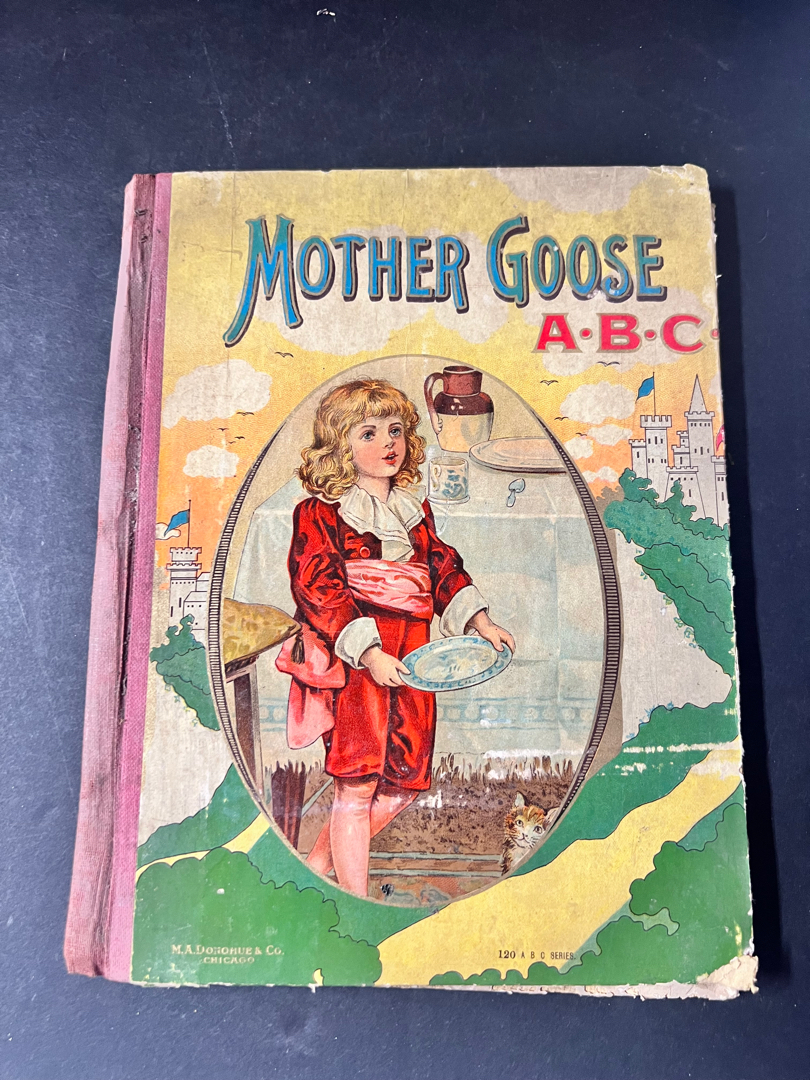 MOTHER GOOSE
A·B·C·
M.A. DONOHUE & CO.
CHICAGO
120 A B C SERIES.